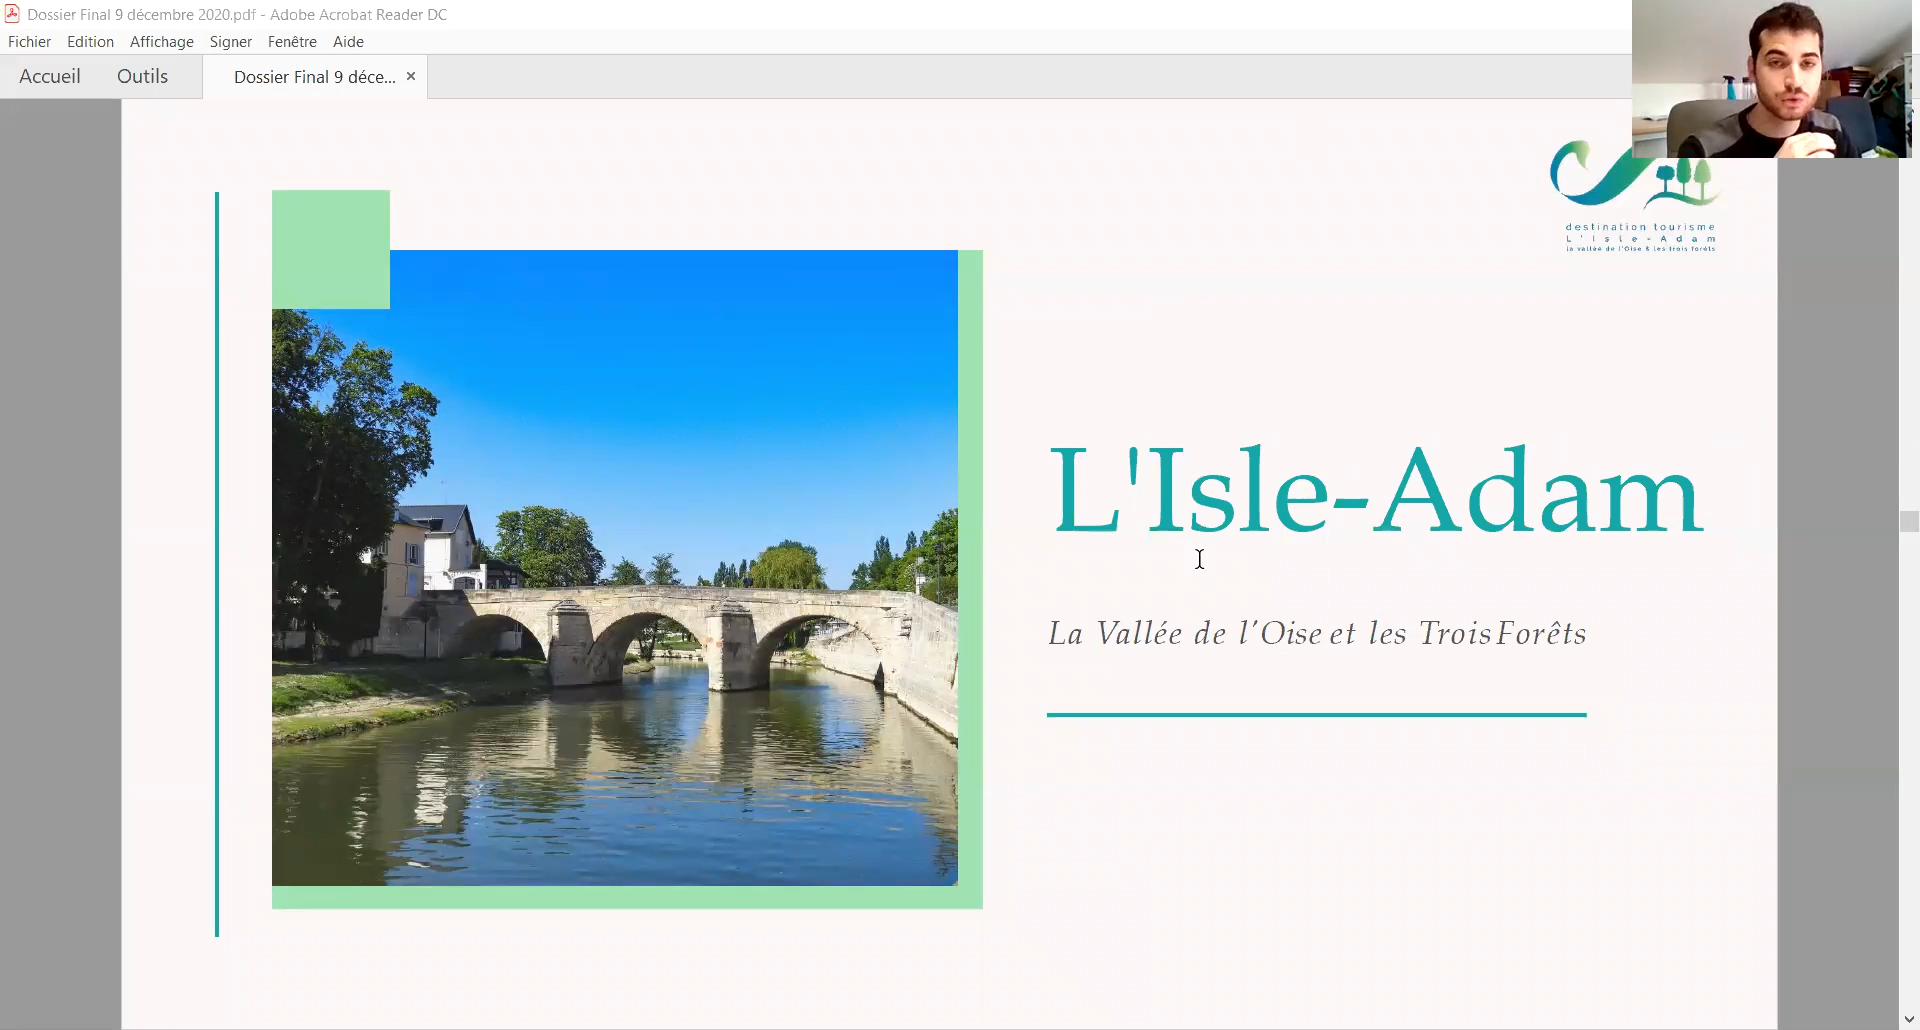 Dossier Final 9 décembre 2020.pdf - Adobe Acrobat Reader DC
Fichier Edition Affichage Signer Fenêtre Aide
Accueil Outils Dossier Final 9 déce... ×
destination tourisme
L'Isle-Adam
la vallée de l'Oise & les trois forêts
L'Isle-Adam
La Vallée de l'Oise et les Trois Forêts